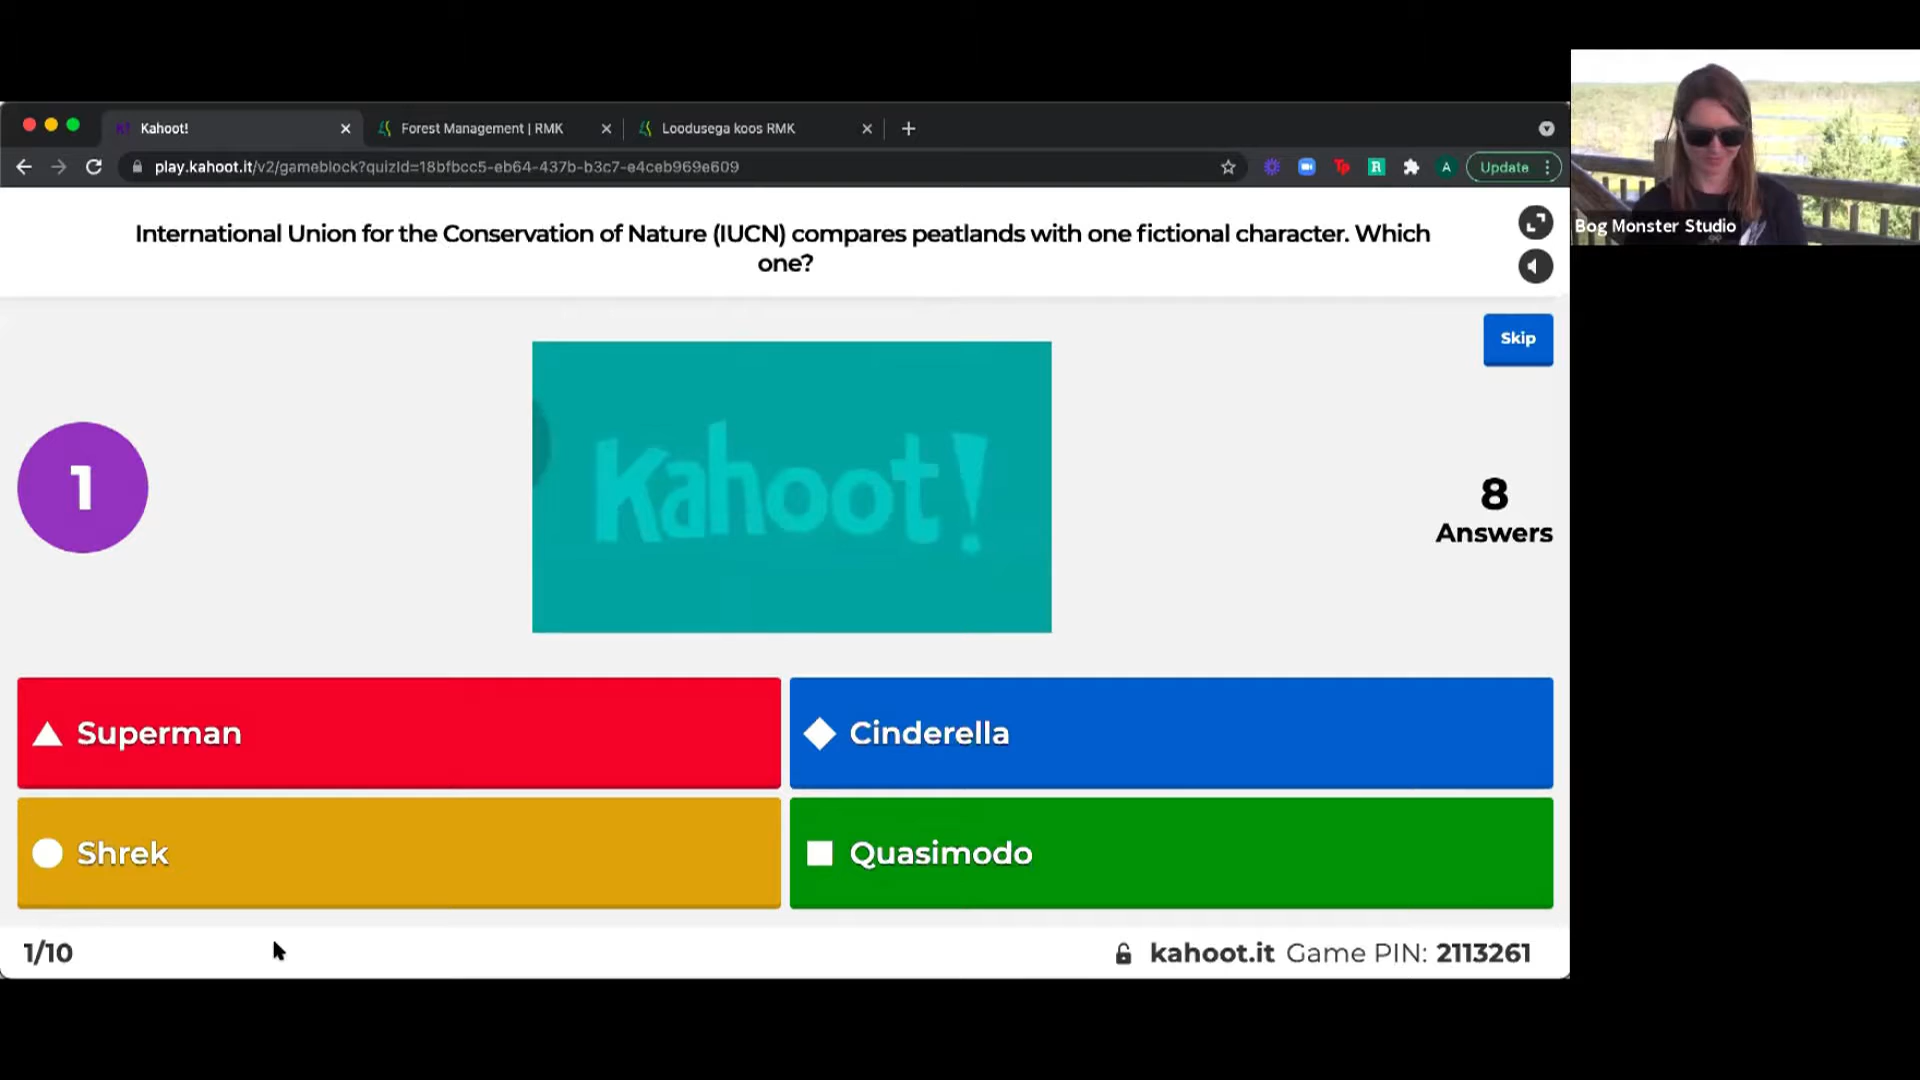 Kahoot!
Forest Management | RMK
Loodusega koos RMK
play.kahoot.it/v2/gameblock?quizId=18bfbcc5-eb64-437b-b3c7-e4ceb969e609
Tp
R
A
Update
International Union for the Conservation of Nature (IUCN) compares peatlands with one fictional character. Which
one?
Bog Monster Studio
Skip
1
Kahoot!
8
Answers
Superman
Cinderella
Shrek
Quasimodo
1/10
kahoot.it Game PIN: 2113261